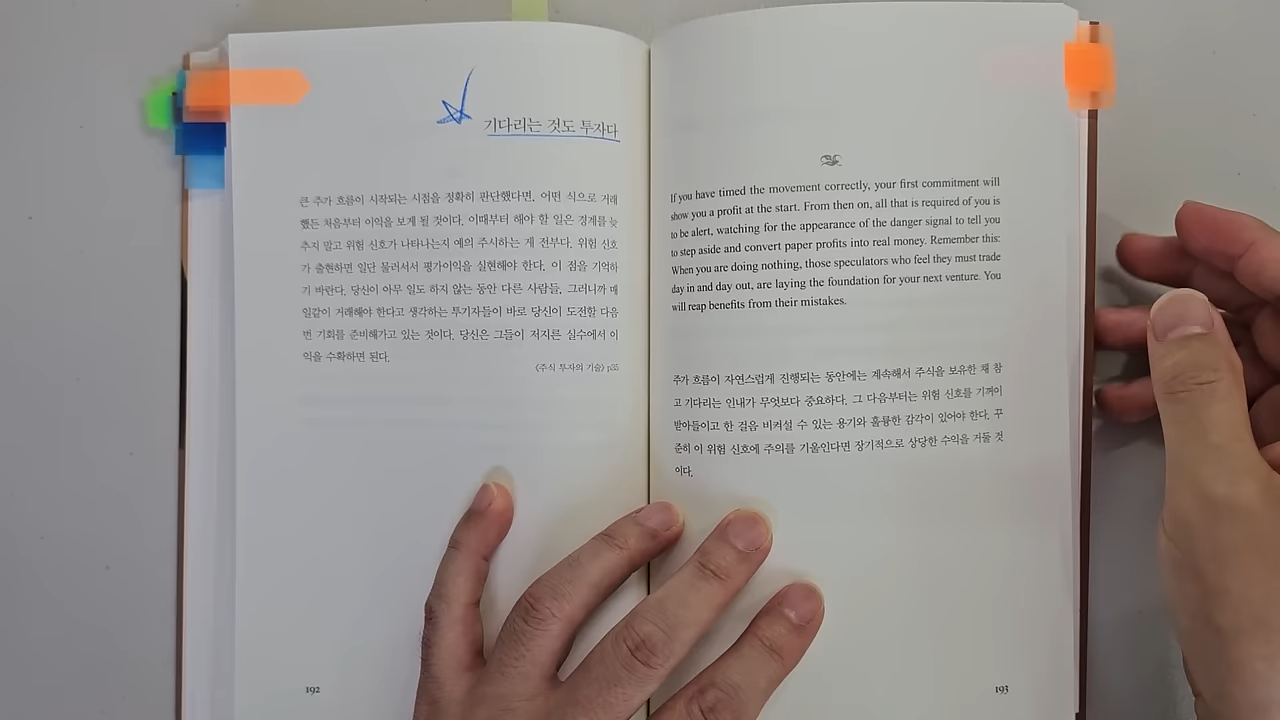 기다리는 것도 투자다
큰 주가 흐름이 시작되는 시점을 정확히 판단했다면, 어떤 식으로 거래
했든 처음부터 이익을 보게 될 것이다. 이때부터 해야 할 일은 경계를 늦
추지 말고 위험 신호가 나타나는지 예의 주시하는 게 전부다. 위험 신호
가 출현하면 일단 물러서서 평가이익을 실현해야 한다. 이 점을 기억하
기 바란다. 당신이 아무 일도 하지 않는 동안 다른 사람들, 그러니까 매
일같이 거래해야 한다고 생각하는 투기자들이 바로 당신이 도전할 다음
번 기회를 준비해가고 있는 것이다. 당신은 그들이 저지른 실수에서 이
익을 수확하면 된다.
《주식 투자의 기술》 p35
192
If you have timed the movement correctly, your first commitment will
show you a profit at the start. From then on, all that is required of you is
to be alert, watching for the appearance of the danger signal to tell you
to step aside and convert paper profits into real money. Remember this:
When you are doing nothing, those speculators who feel they must trade
day in and day out, are laying the foundation for your next venture. You
will reap benefits from their mistakes.
주가 흐름이 자연스럽게 진행되는 동안에는 계속해서 주식을 보유한 채 참
고 기다리는 인내가 무엇보다 중요하다. 그 다음부터는 위험 신호를 기꺼이
받아들이고 한 걸음 비켜설 수 있는 용기와 훌륭한 감각이 있어야 한다. 꾸
준히 이 위험 신호에 주의를 기울인다면 장기적으로 상당한 수익을 거둘 것
이다.
193